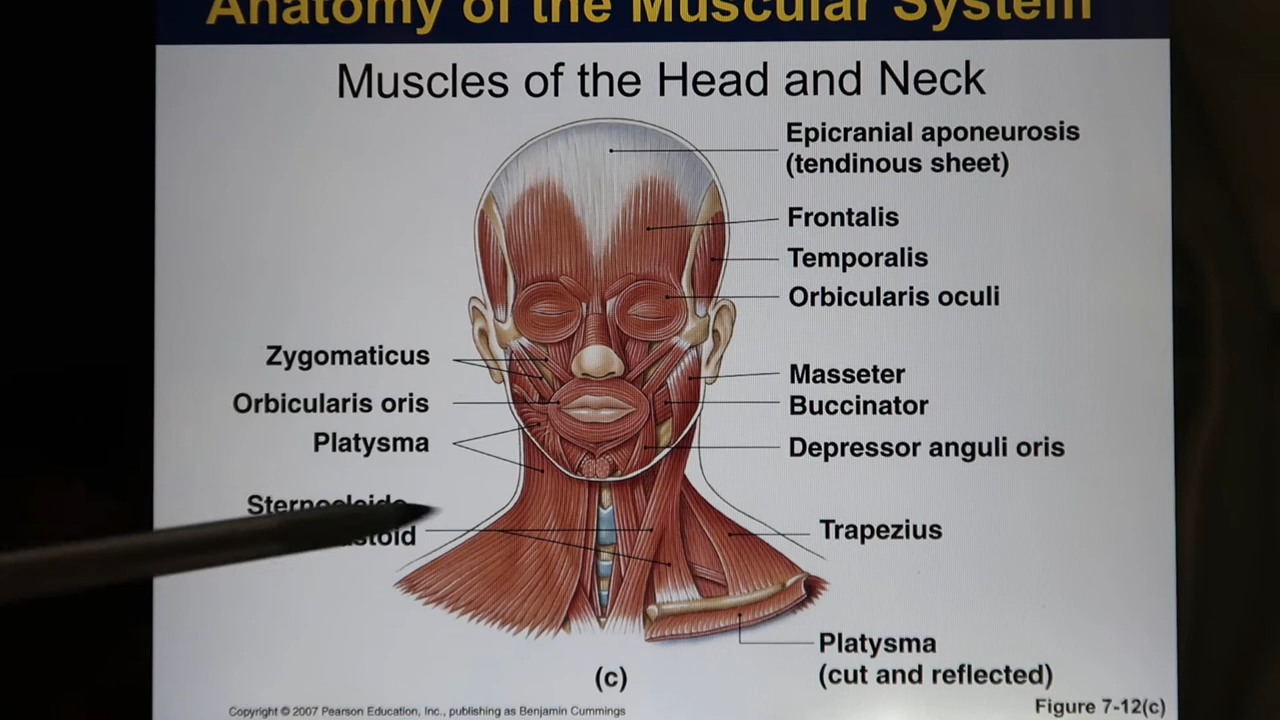 Anatomy of the Muscular System
Muscles of the Head and Neck
Epicranial aponeurosis
(tendinous sheet)
Frontalis
Temporalis
Orbicularis oculi
Zygomaticus
Masseter
Orbicularis oris
Buccinator
Platysma
Depressor anguli oris
Sternocleido
stoid
Trapezius
Platysma
(cut and reflected)
(c)
Copyright © 2007 Pearson Education, Inc., publishing as Benjamin Cummings
Figure 7-12(c)